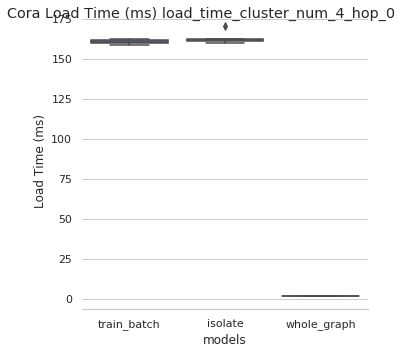 Cora Load Time (ms) load_time_cluster_num_4_hop_0
175
150
125
100
75
50
25
0
Load Time (ms)
train_batch isolate whole_graph
models